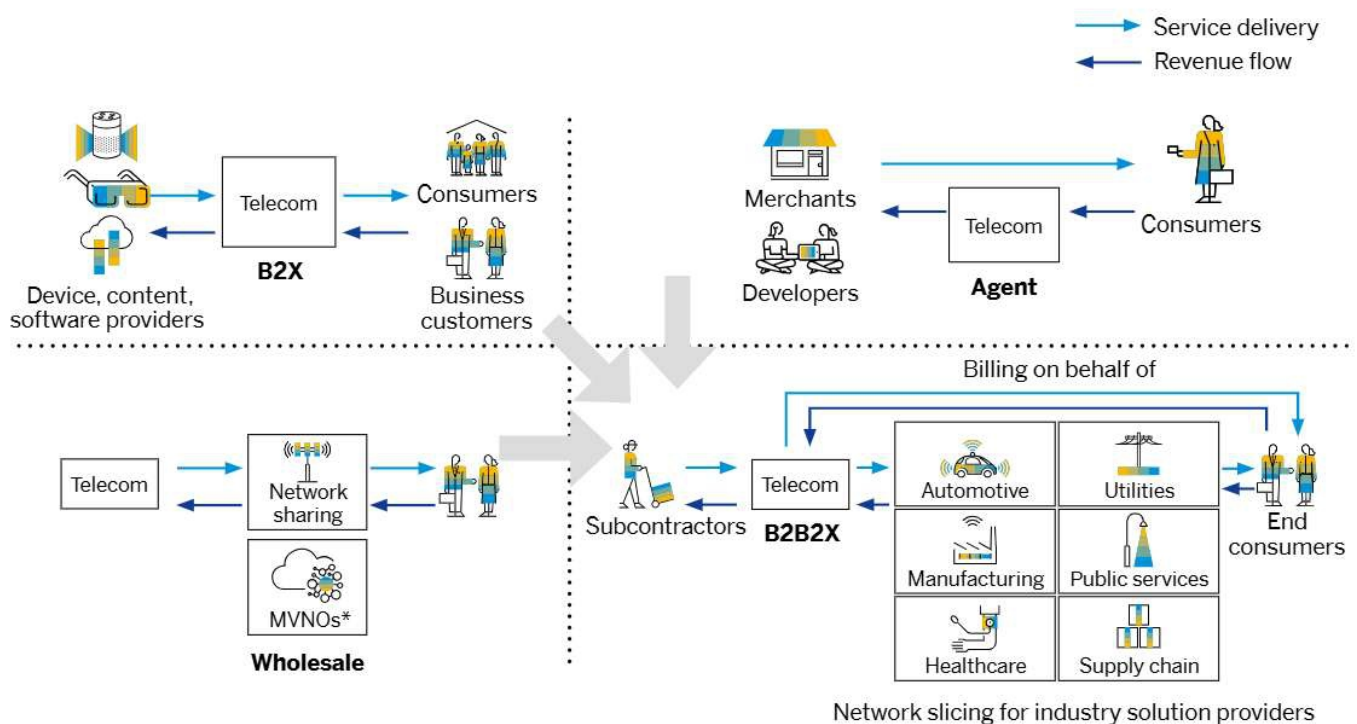 Service delivery
Revenue flow
Telecom
B2X
Consumers
Device, content,
software providers
Business
customers
Merchants
Developers
Telecom
Agent
Consumers
Telecom
Network
sharing
MVNOs*
Wholesale
Billing on behalf of
Subcontractors
Telecom
B2B2X
Automotive
Utilities
Manufacturing
Public services
Healthcare
Supply chain
End
consumers
Network slicing for industry solution providers